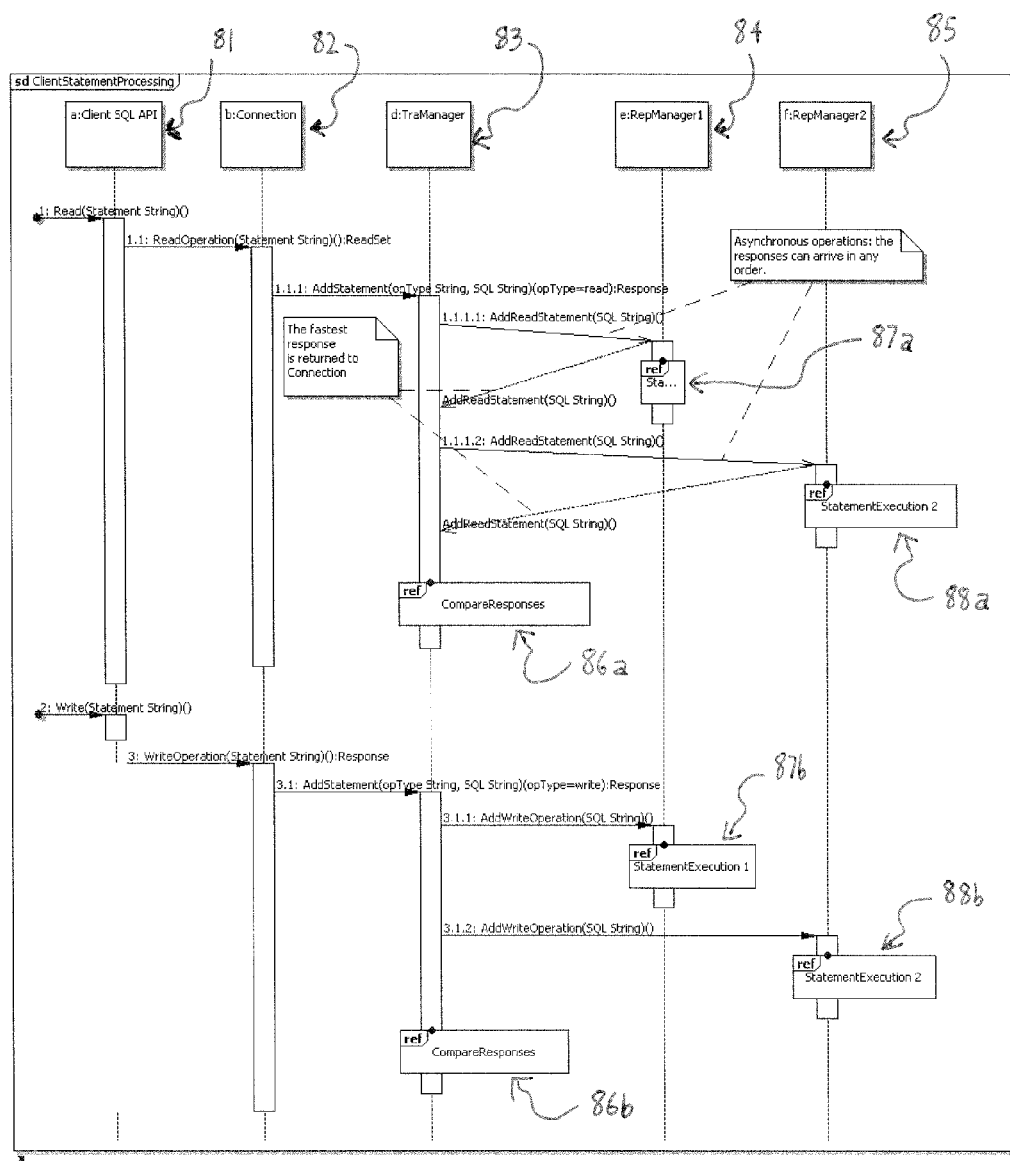 81
82
83
84
85
sd ClientStatementProcessing
a:Client SQL API
b:Connection
d:TraManager
e:RepManager1
f:RepManager2
1: Read(Statement String)()
1.1: ReadOperation(Statement String)():ReadSet
Asynchronous operations: the
responses can arrive in any
order.
1.1.1: AddStatement(opType String, SQL String)(opType=read):Response
1.1.1.1: AddReadStatement(SQL String)()
The fastest
response
is returned to
Connection
87a
ref
Sta...
AddReadStatement(SQL String)()
1.1.1.2: AddReadStatement(SQL String)()
ref
StatementExecution 2
AddReadStatement(SQL String)()
88a
ref
CompareResponses
86a
2: Write(Statement String)()
3: WriteOperation(Statement String)():Response
87b
3.1: AddStatement(opType String, SQL String)(opType=write):Response
3.1.1: AddWriteOperation(SQL String)()
ref
StatementExecution 1
88b
3.1.2: AddWriteOperation(SQL String)()
ref
StatementExecution 2
ref
CompareResponses
86b